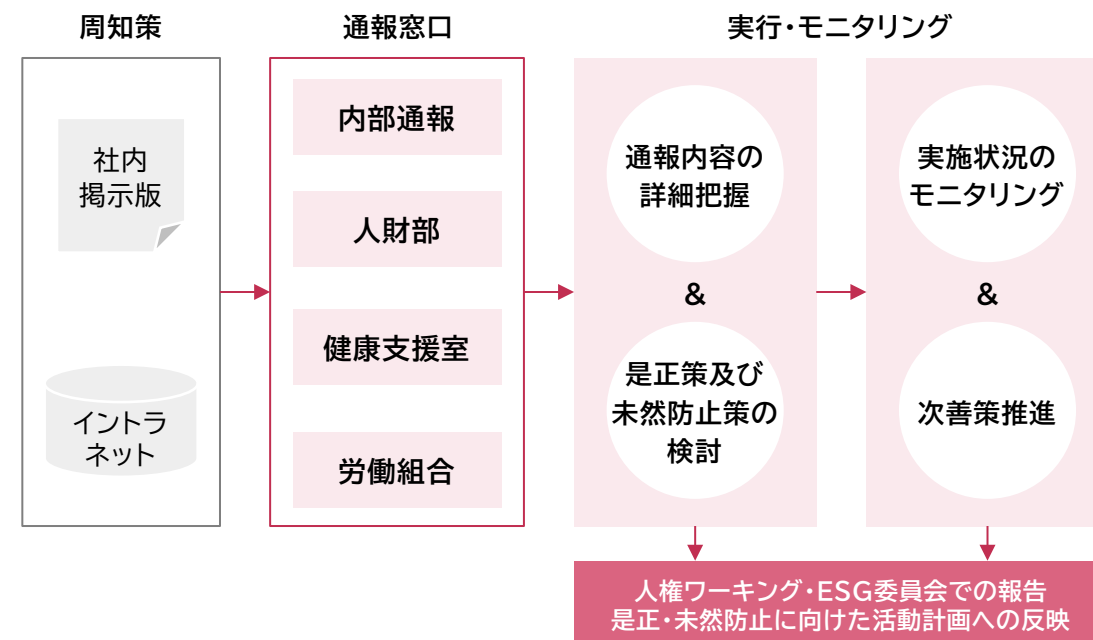 周知策
通報窓口
実行・モニタリング
社内
掲示版
イントラ
ネット
内部通報
人財部
健康支援室
労働組合
通報内容の
詳細把握
&
是正策及び
未然防止策の
検討
実施状況の
モニタリング
&
次善策推進
人権ワーキング・ESG委員会での報告
是正・未然防止に向けた活動計画への反映